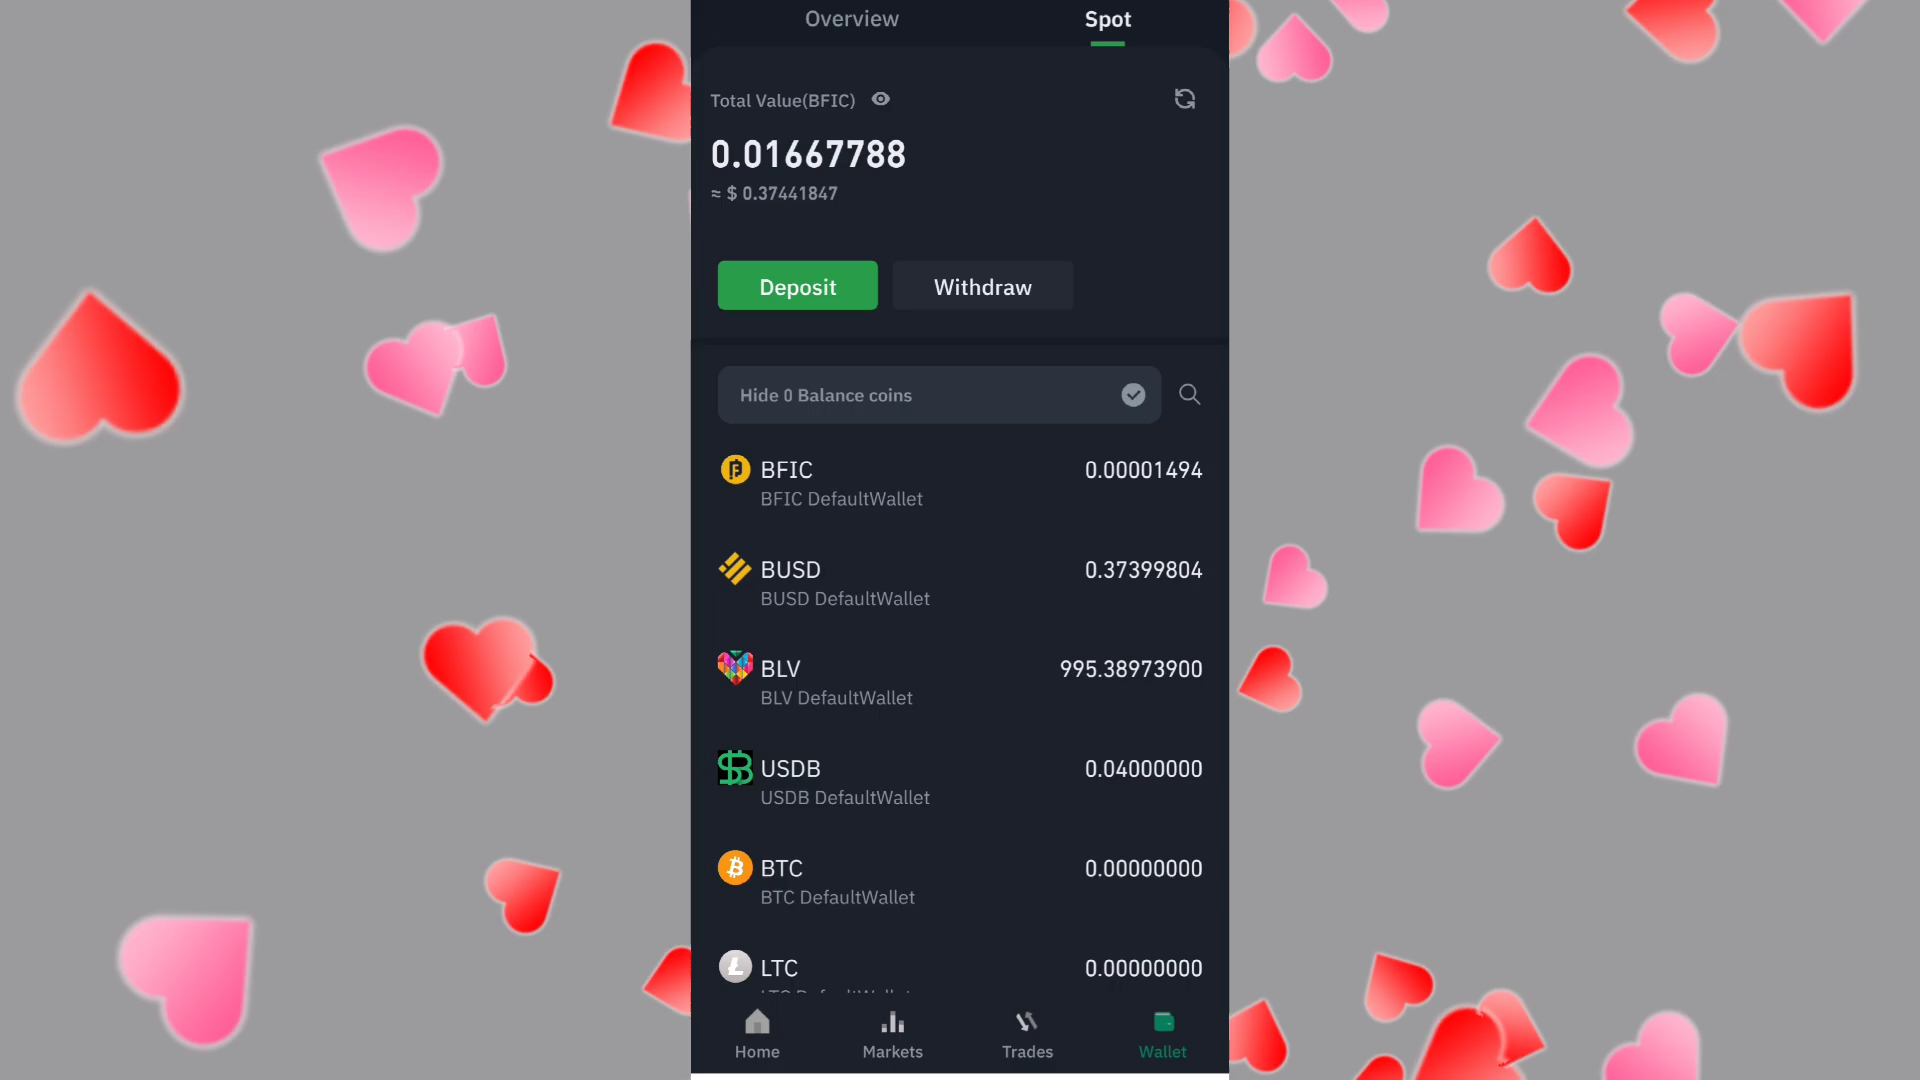 Overview Spot
Total Value(BFIC)
0.01667788
≈ $ 0.37441847
Deposit Withdraw
Hide 0 Balance coins
BFIC 0.00001494
BFIC DefaultWallet
BUSD 0.37399804
BUSD DefaultWallet
BLV 995.38973900
BLV DefaultWallet
USDB 0.04000000
USDB DefaultWallet
BTC 0.00000000
BTC DefaultWallet
LTC 0.00000000
Home Markets Trades Wallet